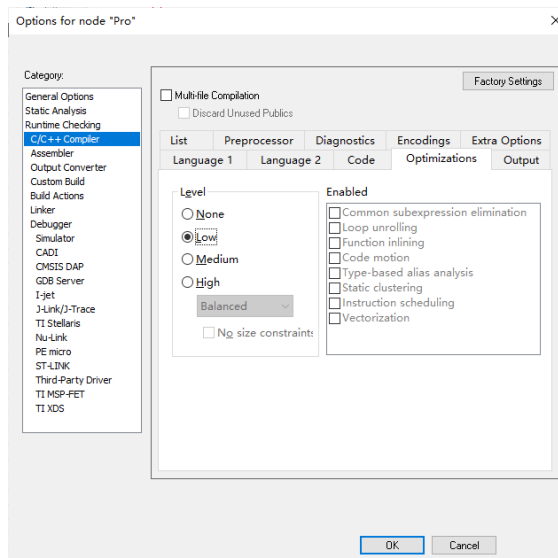 Options for node "Pro"
Category:
General Options
Static Analysis
Runtime Checking
C/C++ Compiler
Assembler
Output Converter
Custom Build
Build Actions
Linker
Debugger
Simulator
CADI
CMSIS DAP
GDB Server
I-jet
J-Link/J-Trace
TI Stellaris
Nu-Link
PE micro
ST-LINK
Third-Party Driver
TI MSP-FET
TI XDS
Factory Settings
Multi-file Compilation
Discard Unused Publics
List Preprocessor Diagnostics Encodings Extra Options
Language 1 Language 2 Code Optimizations Output
Level
None
Low
Medium
High
Balanced
No size constraints
Enabled
Common subexpression elimination
Loop unrolling
Function inlining
Code motion
Type-based alias analysis
Static clustering
Instruction scheduling
Vectorization
OK Cancel